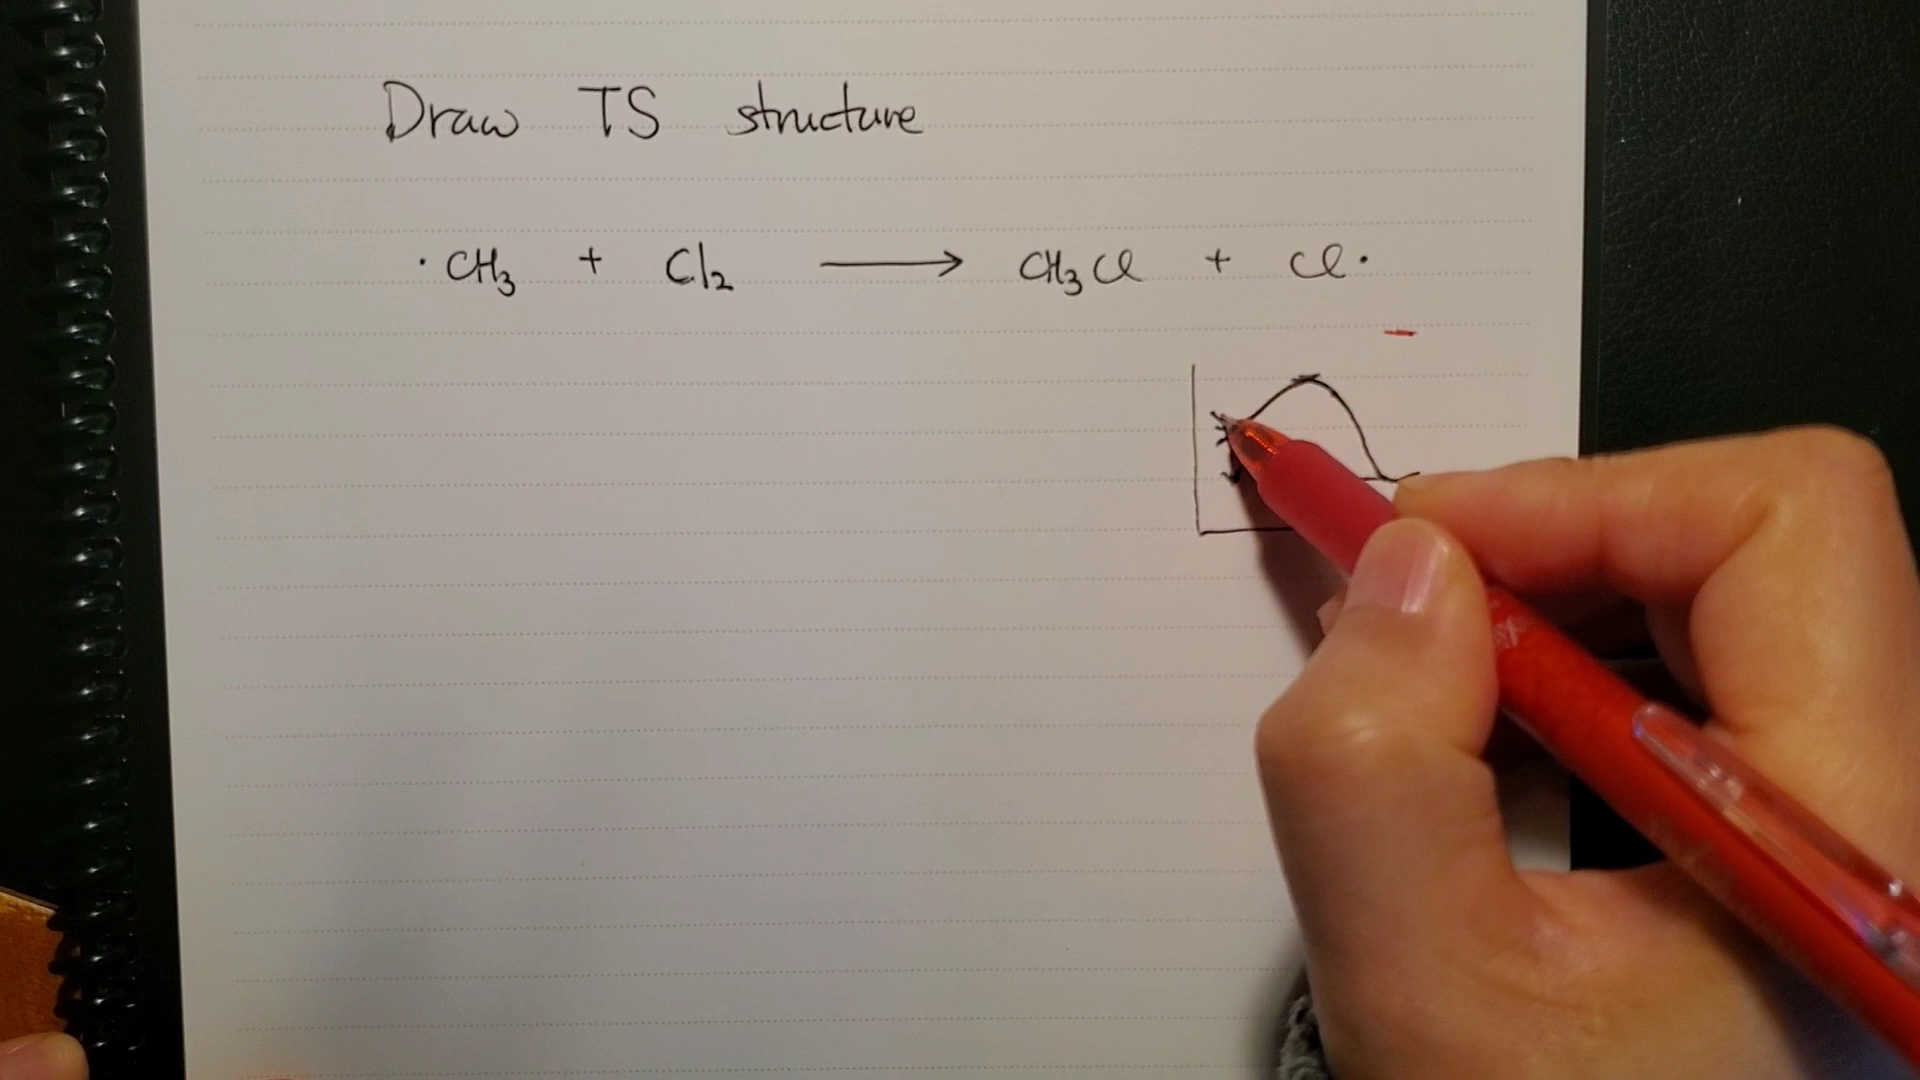 Draw TS structure
·CH₃ + Cl₂ ⟶ CH₃Cl + Cl·